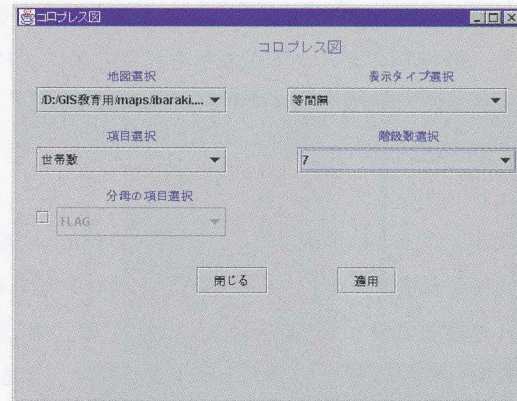 コロプレス図
コロプレス図
地図選択
/D:/GIS教育用/maps/ibaraki....
表示タイプ選択
等間隔
項目選択
世帯数
階級数選択
7
分母の項目選択
FLAG
閉じる
適用